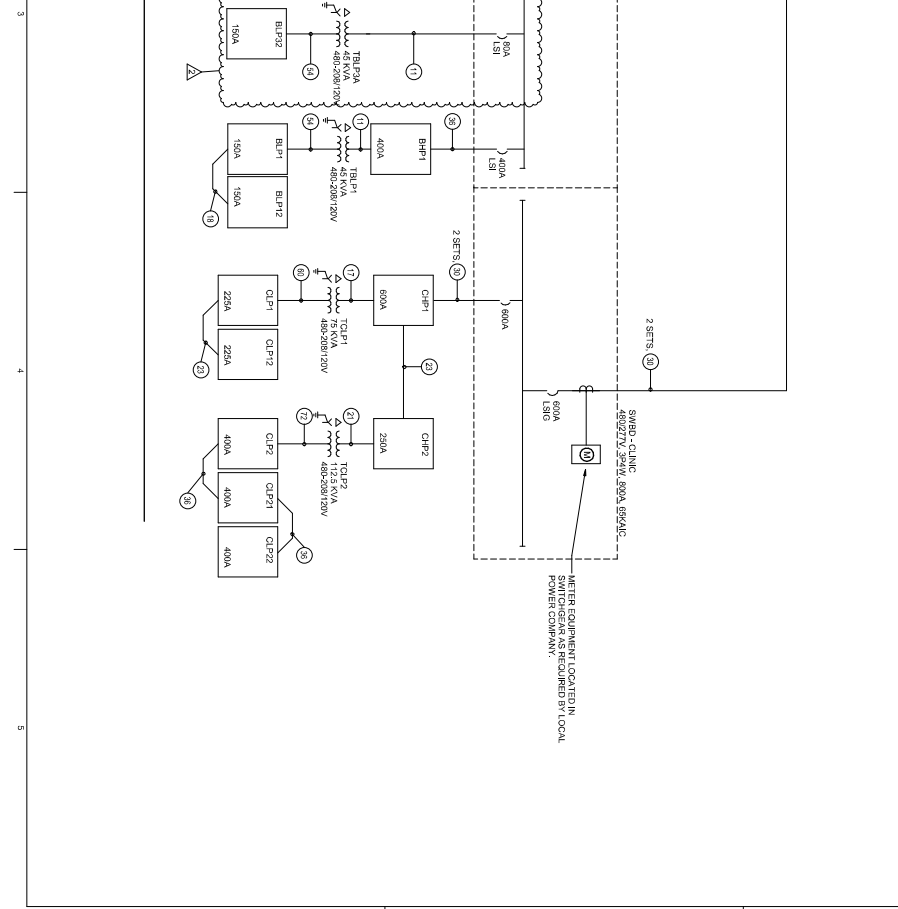 3
4
5
BLP32
150A
54
TBLP3A
45 KVA
480-208/120V
11
80A
LSI
2
BLP1
150A
BLP12
150A
18
54
TBLP1
45 KVA
480-208/120V
11
BHP1
400A
36
400A
LSI
CLP1
225A
CLP12
225A
23
60
TCLP1
75 KVA
480-208/120V
17
CHP1
600A
2 SETS,
30
600A
23
CLP2
400A
CLP21
400A
CLP22
400A
36
36
72
TCLP2
112.5 KVA
480-208/120V
21
CHP2
250A
2 SETS,
30
600A
LSIG
M
SWBD - CLINIC
480/277V, 3P4W, 800A, 65KAIC
METER EQUIPMENT LOCATED IN
SWITCHGEAR AS REQUIRED BY LOCAL
POWER COMPANY.